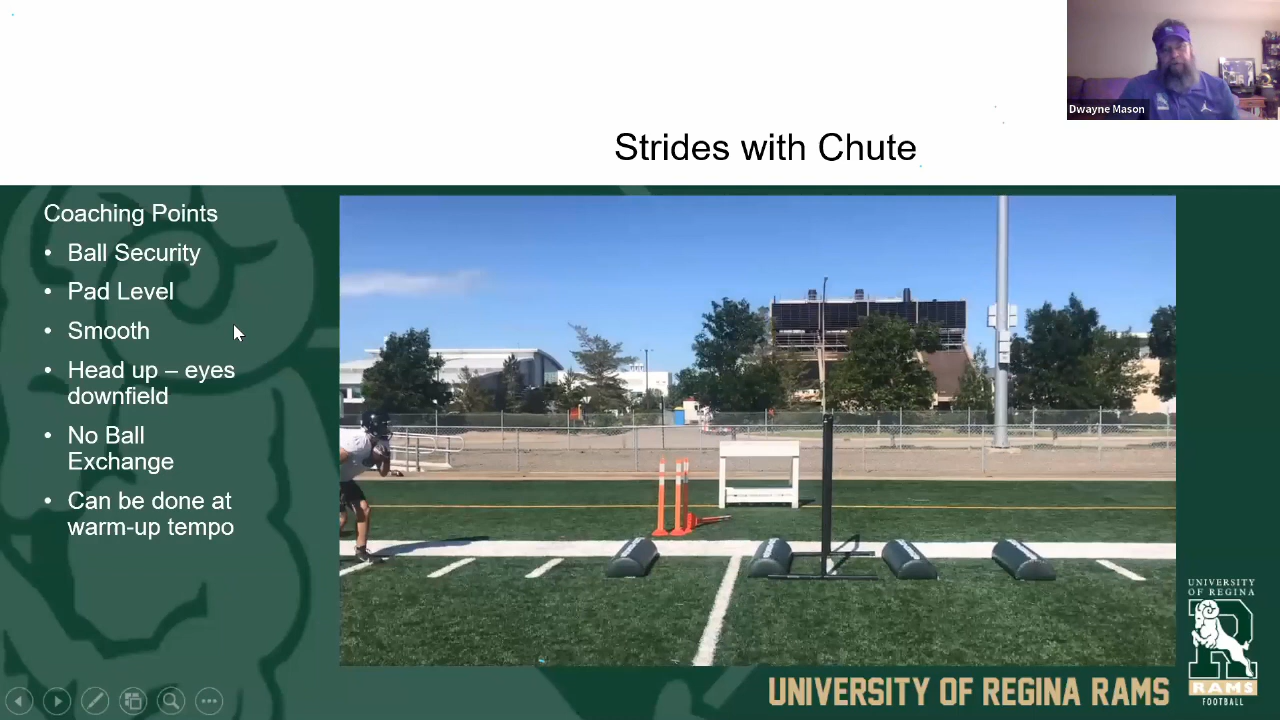 Dwayne Mason
Strides with Chute
Coaching Points
• Ball Security
• Pad Level
• Smooth
• Head up – eyes
downfield
• No Ball
Exchange
• Can be done at
warm-up tempo
UNIVERSITY
OF REGINA
R
RAMS
FOOTBALL
UNIVERSITY OF REGINA RAMS